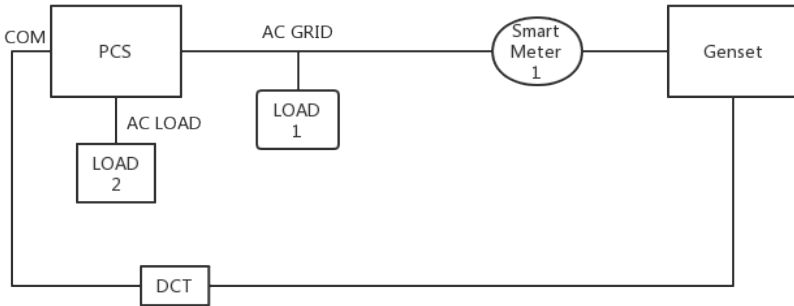 COM
PCS
AC GRID
Smart
Meter
1
Genset
LOAD
1
AC LOAD
LOAD
2
DCT